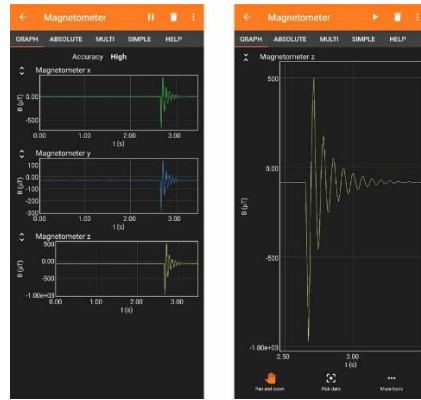 Magnetometer
GRAPH ABSOLUTE MULTI SIMPLE HELP
Accuracy High
Magnetometer x
B (μT)
0.00
-500
0.00 1.00 2.00 3.00
t (s)
Magnetometer y
B (μT)
100
0.00
-100
-200
-300
0.00 1.00 2.00 3.00
t (s)
Magnetometer z
B (μT)
500
0.00
-500
-1.00e+03
0.00 1.00 2.00 3.00
t (s)
Magnetometer
GRAPH ABSOLUTE MULTI SIMPLE HELP
Magnetometer z
B (μT)
500
0.00
-500
-1.00e+03
2.50 3.00
t (s)
Pan and zoom Pick data More tools